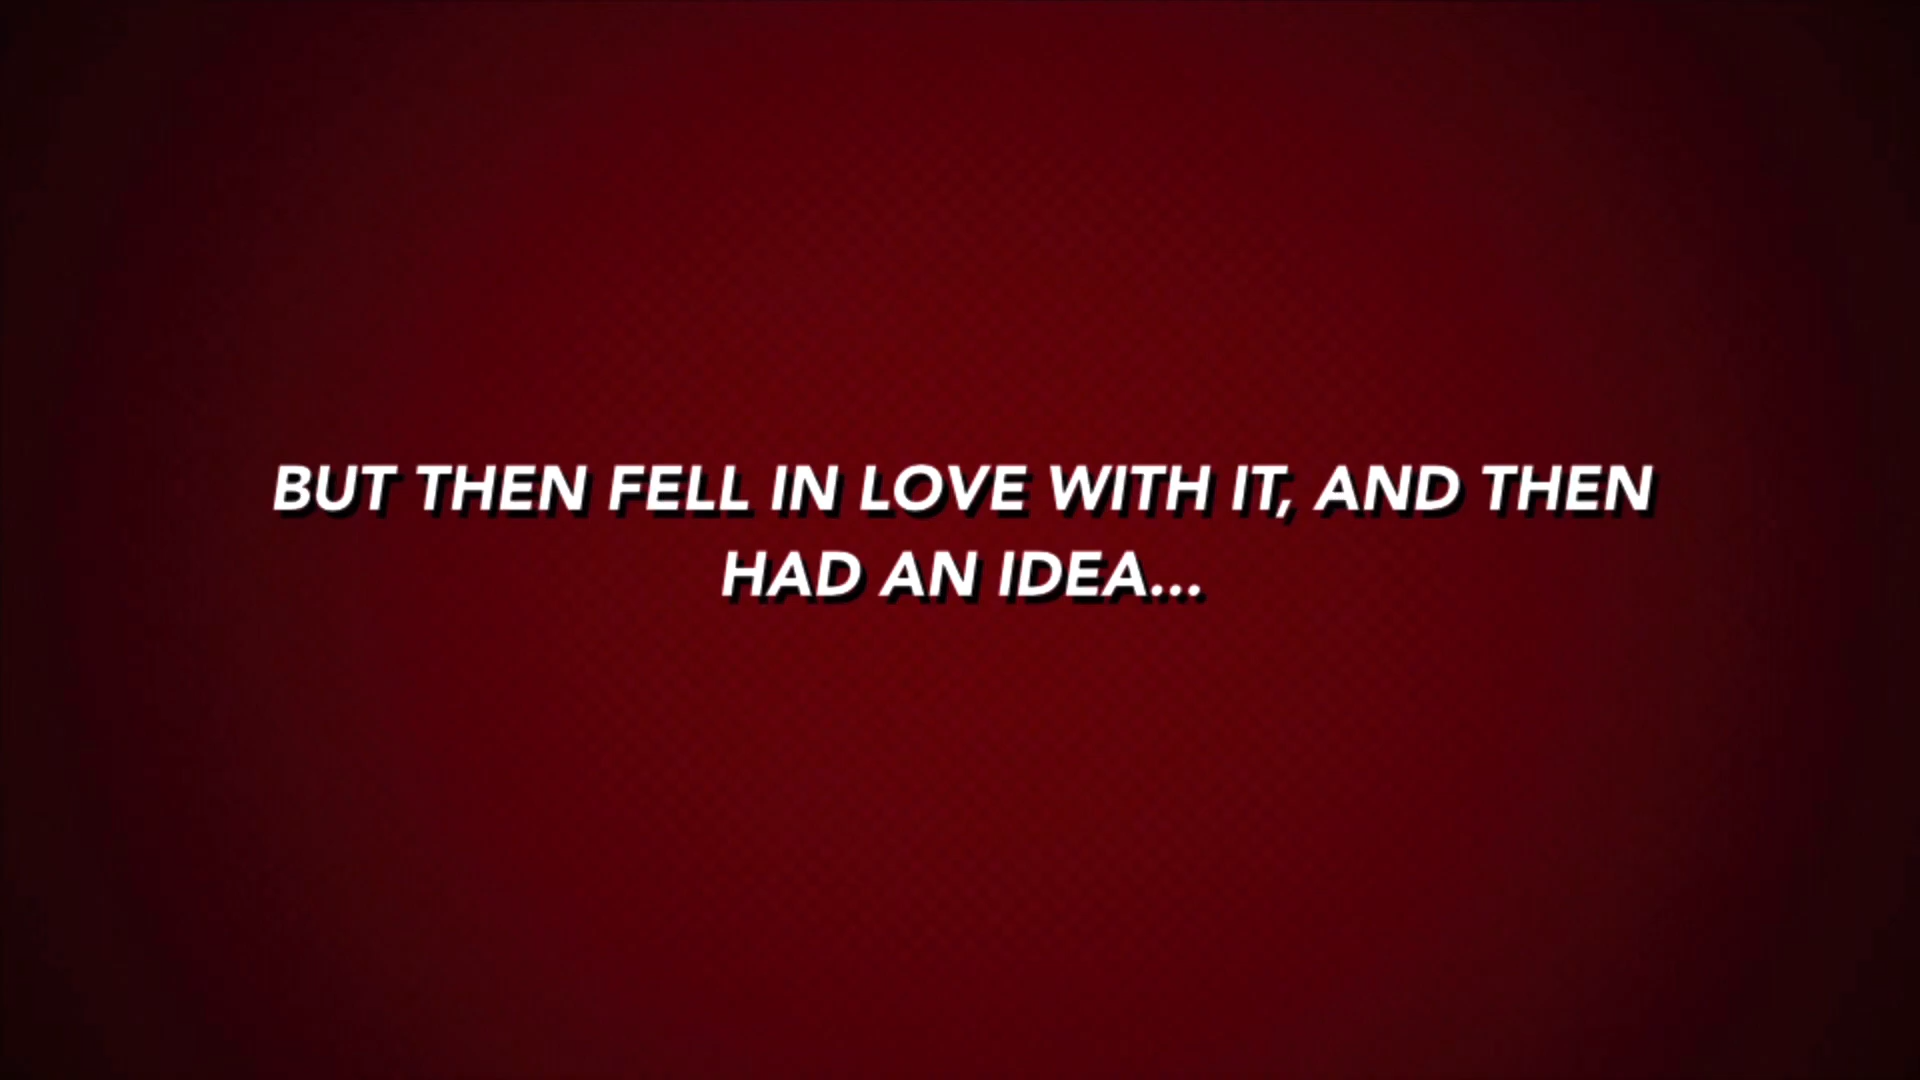 BUT THEN FELL IN LOVE WITH IT, AND THEN
HAD AN IDEA...